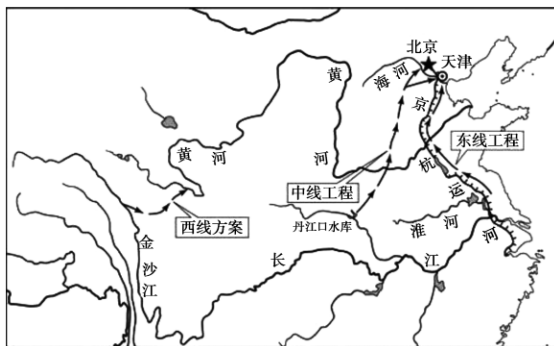 北京
天津
海河
黄河
黄河
京杭运河
东线工程
中线工程
西线方案
丹江口水库
淮河
金沙江
长江